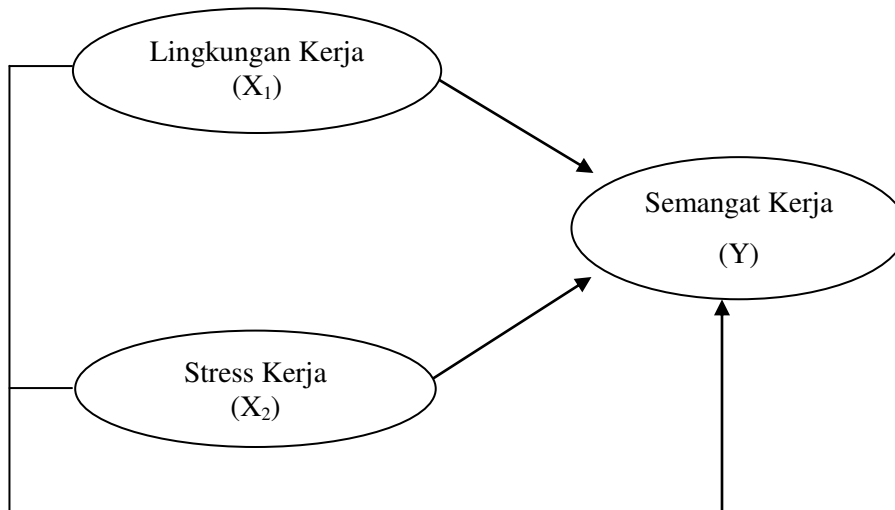 Lingkungan Kerja
(X₁)
Semangat Kerja
(Y)
Stress Kerja
(X₂)